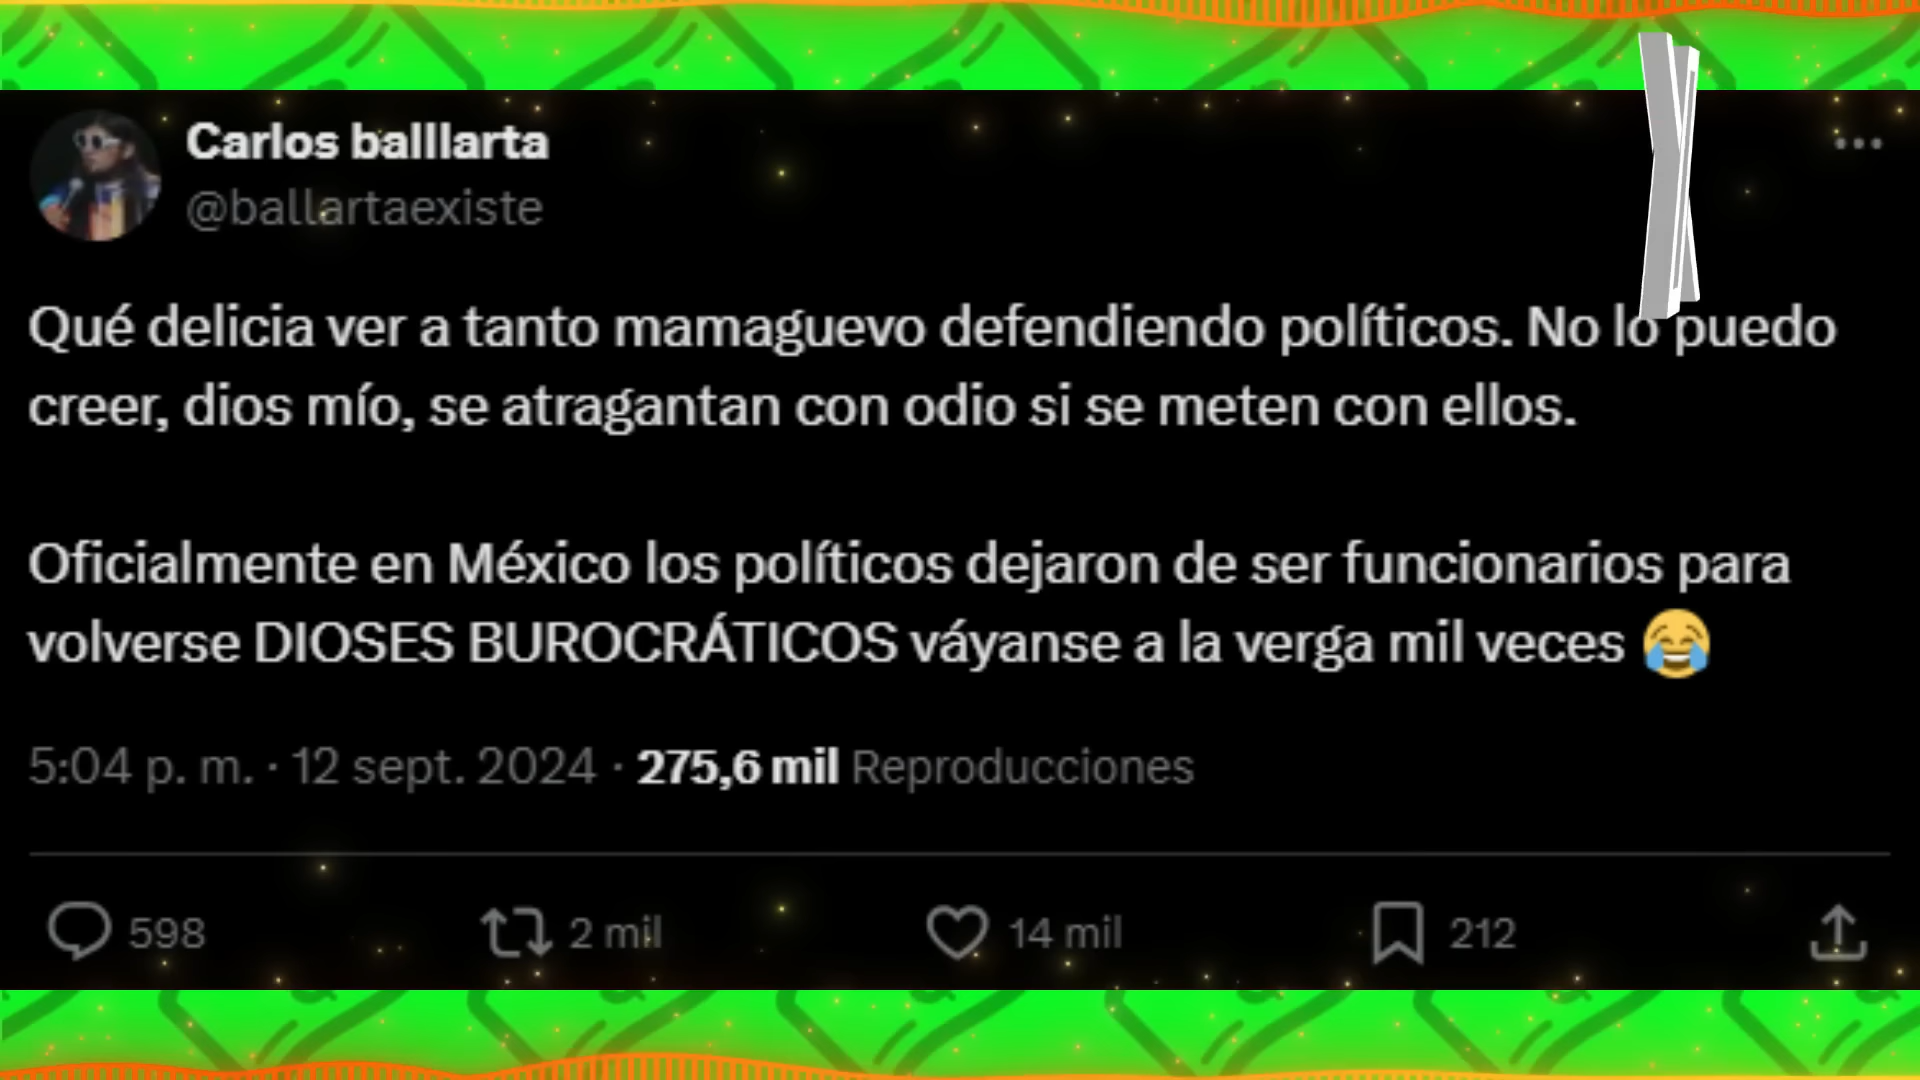 Carlos balllarta
@ballartaexiste
Qué delicia ver a tanto mamaguevo defendiendo políticos. No lo puedo
creer, dios mío, se atragantan con odio si se meten con ellos.
Oficialmente en México los políticos dejaron de ser funcionarios para
volverse DIOSES BUROCRÁTICOS váyanse a la verga mil veces 😂
5:04 p. m. · 12 sept. 2024 · 275,6 mil Reproducciones
598 2 mil 14 mil 212